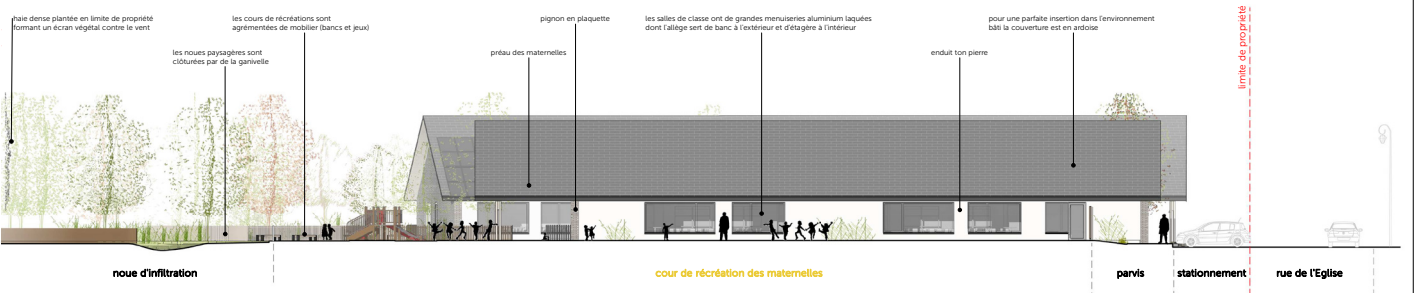 haie dense plantée en limite de propriété
formant un écran végétal contre le vent
les noues paysagères sont
clôturées par de la ganivelle
les cours de récréations sont
agrémentées de mobilier (bancs et jeux)
préau des maternelles
pignon en plaquette
les salles de classe ont de grandes menuiseries aluminium laquées
dont l'allège sert de banc à l'extérieur et d'étagère à l'intérieur
enduit ton pierre
pour une parfaite insertion dans l'environnement
bâti la couverture est en ardoise
limite de propriété
noue d'infiltration
cour de récréation des maternelles
parvis
stationnement
rue de l'Eglise